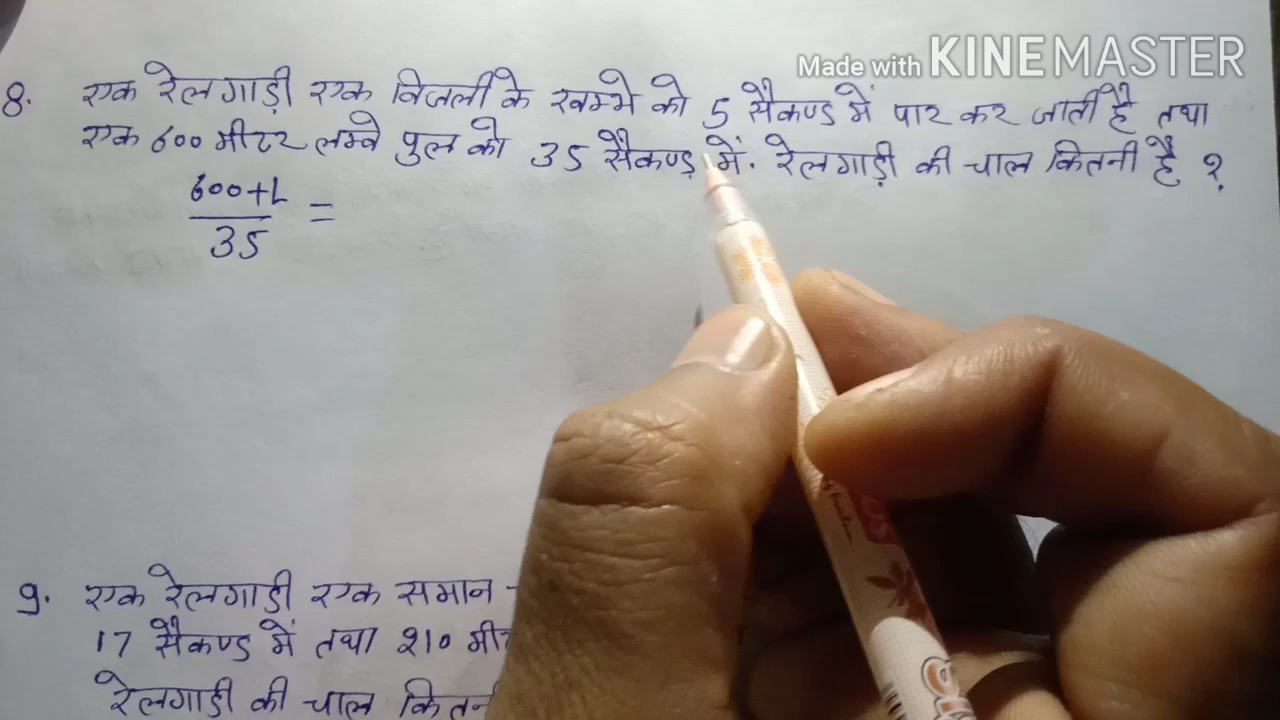 Made with KINEMASTER
8. एक रेलगाड़ी एक बिजली के खम्भे को 5 सैकण्ड में पार कर जाती है तथा
एक 600 मीटर लम्बे पुल को 35 सैकण्ड़ में. रेलगाड़ी की चाल कितनी है ?
600+L
35 =
9. एक रेलगाड़ी एक समान
17 सैकण्ड में तथा 210
रेलगाडी की चाल